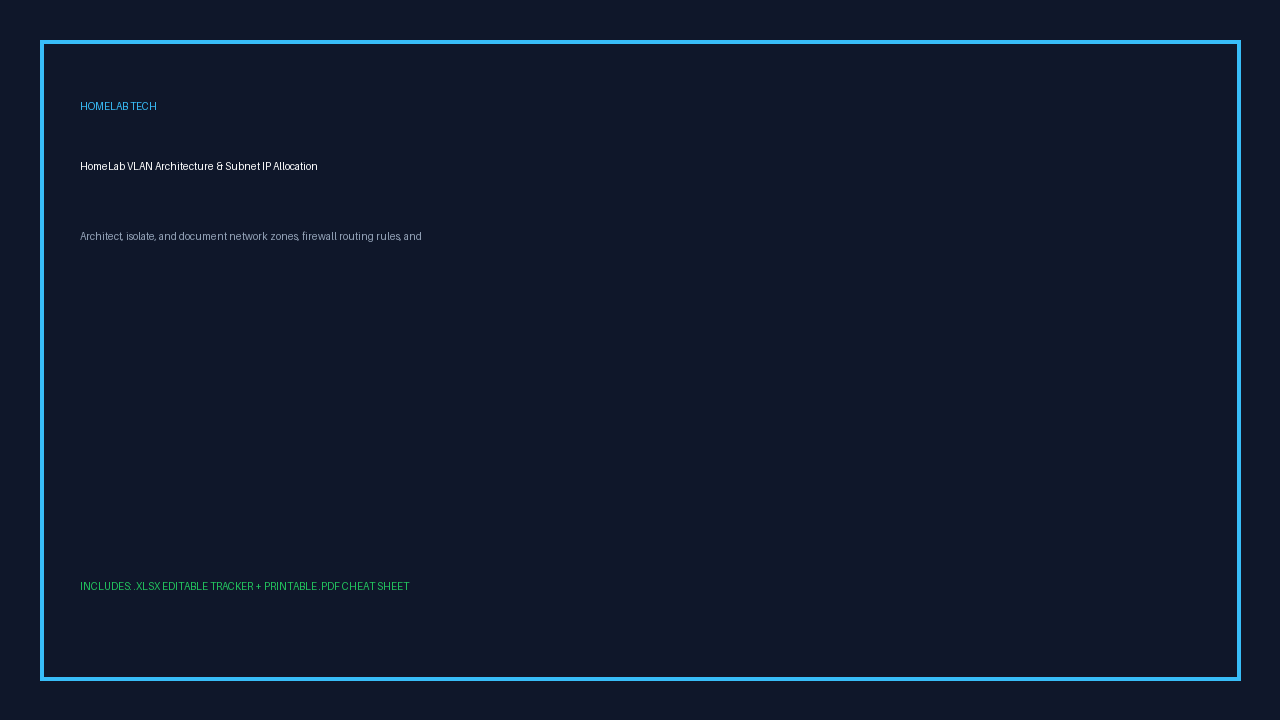 HOMELAB TECH
HomeLab VLAN Architecture & Subnet IP Allocation
Architect, isolate, and document network zones, firewall routing rules, and
INCLUDES: .XLSX EDITABLE TRACKER + PRINTABLE .PDF CHEAT SHEET